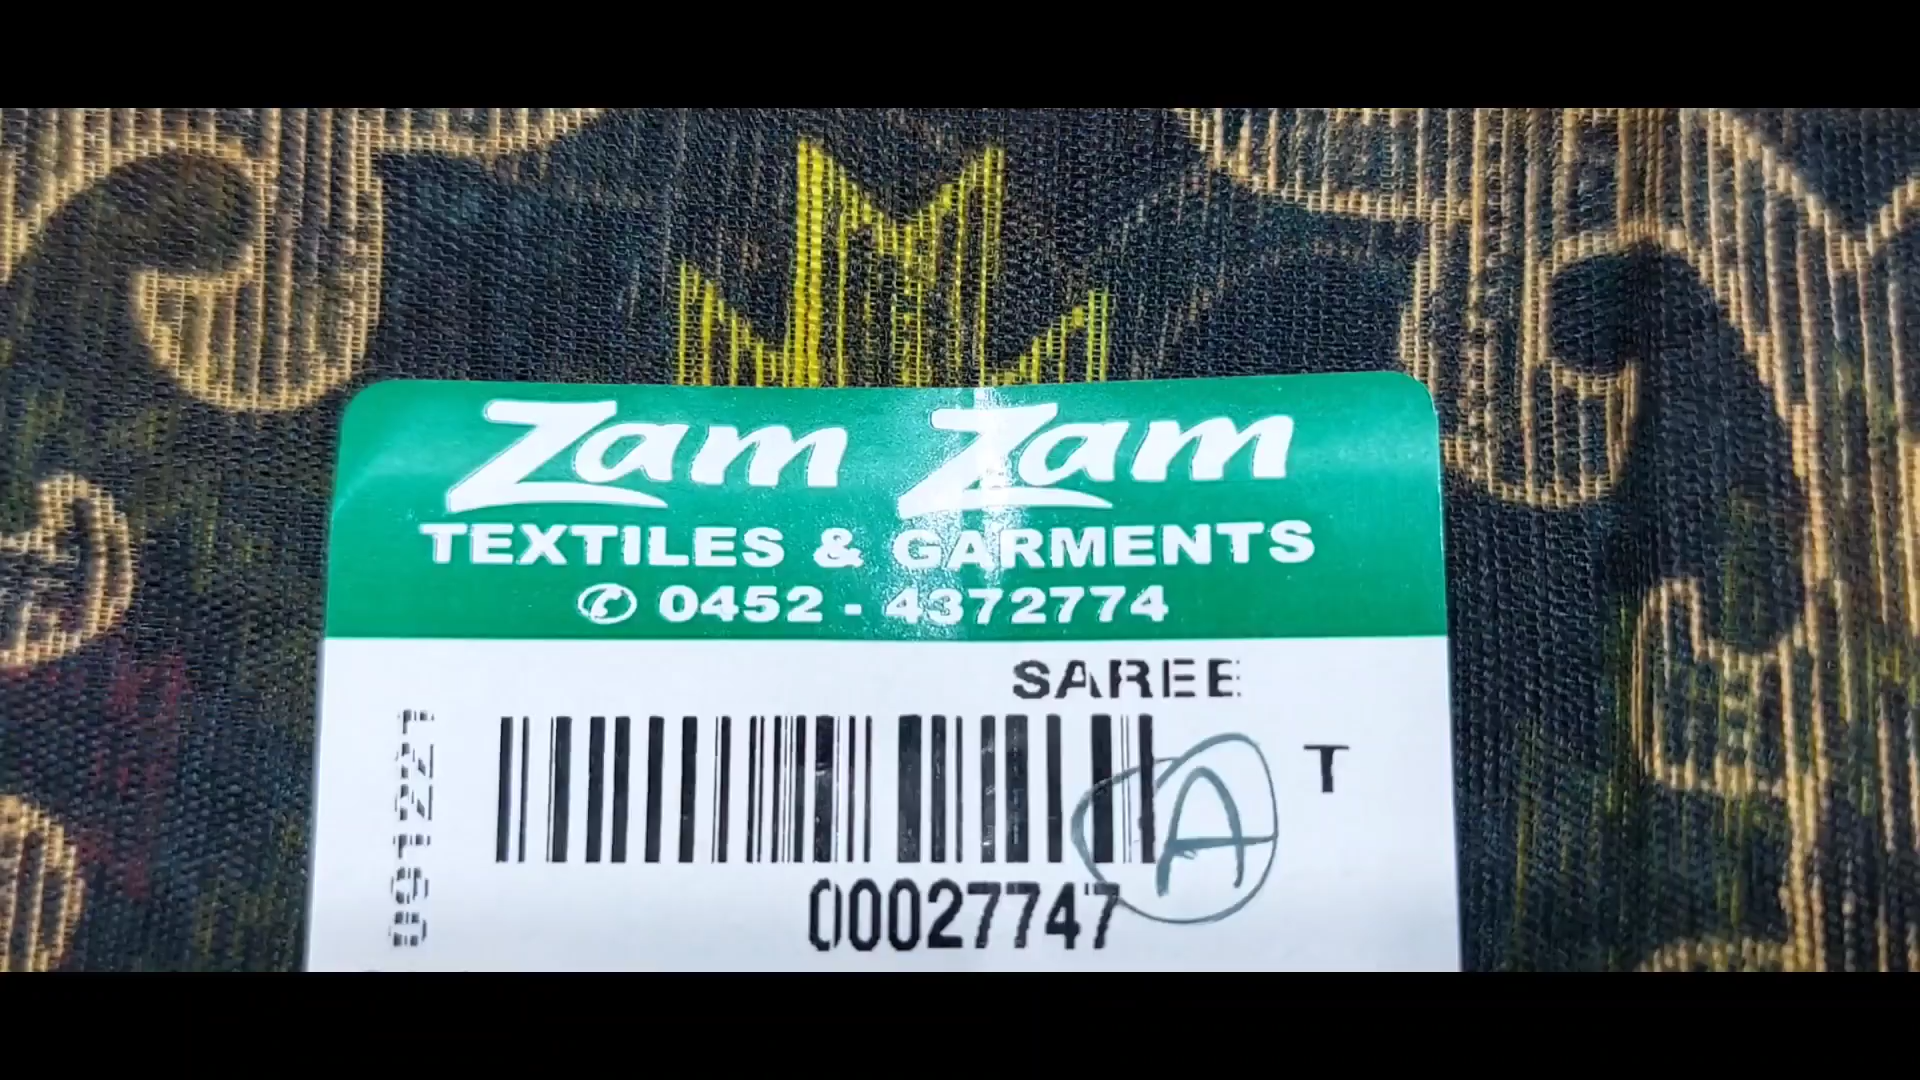 Zam Zam
TEXTILES & GARMENTS
✆ 0452 - 4372774
SAREE
T
A
00027747